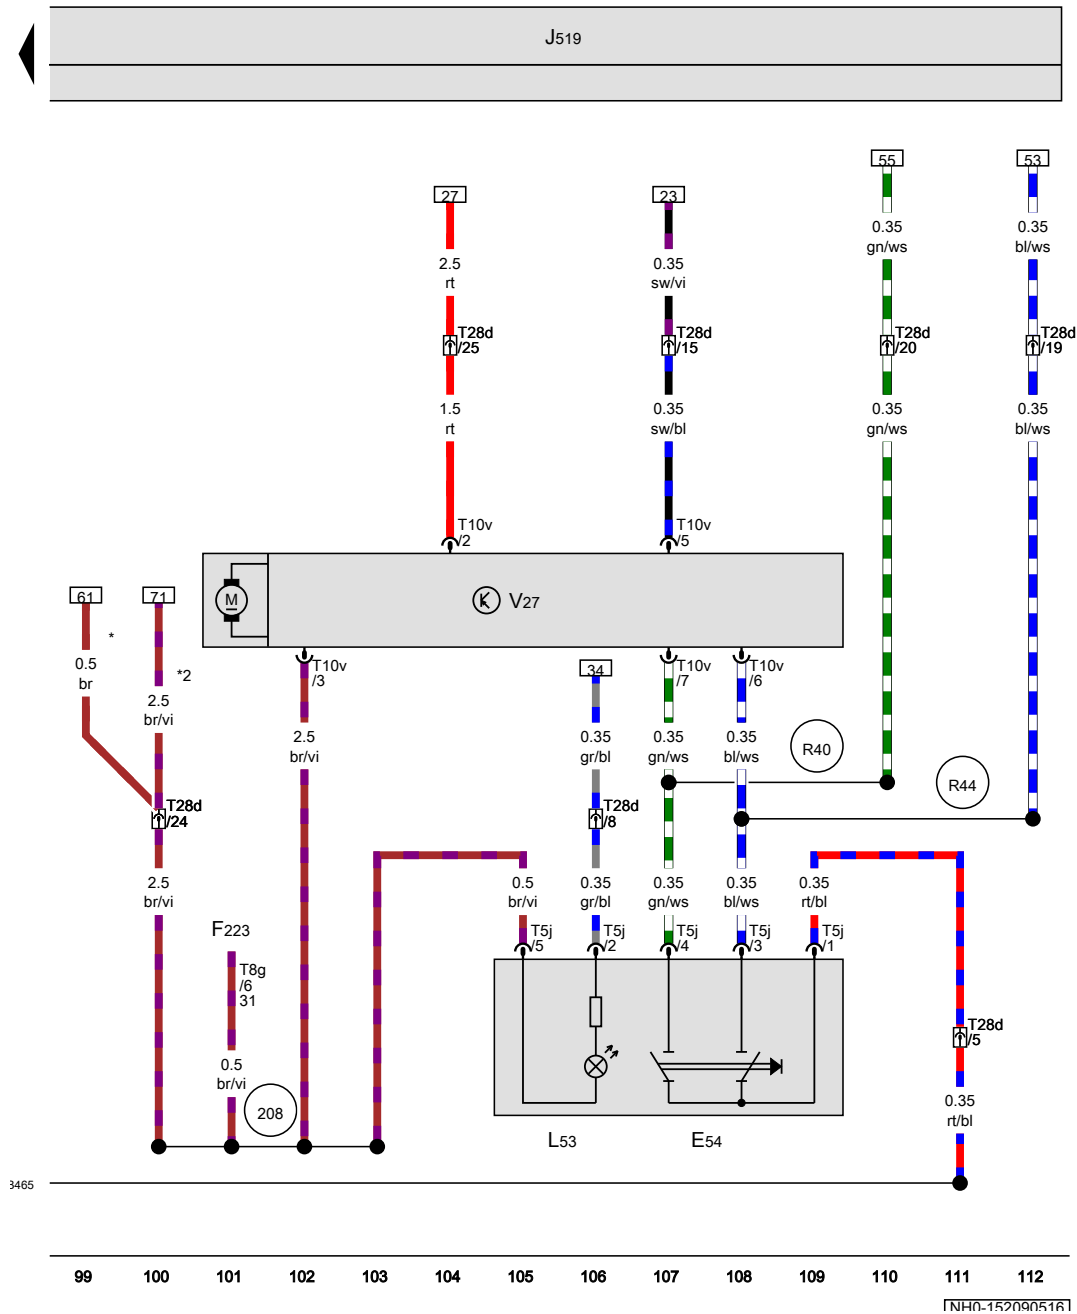 J519
55
53
27
23
0.35
gn/ws
0.35
bl/ws
2.5
rt
0.35
sw/vi
T28d
/25
T28d
/15
T28d
/20
T28d
/19
1.5
rt
0.35
sw/bl
0.35
gn/ws
0.35
bl/ws
T10v
/2
T10v
/5
61
71
M
V27
*
0.5
br
*2
2.5
br/vi
T10v
/3
34
T10v
/7
T10v
/6
2.5
br/vi
0.35
gr/bl
0.35
gn/ws
0.35
bl/ws
R40
R44
T28d
/24
T28d
/8
2.5
br/vi
0.5
br/vi
0.35
gr/bl
0.35
gn/ws
0.35
bl/ws
0.35
rt/bl
F223
T5j
/5
T5j
/2
T5j
/4
T5j
/3
T5j
/1
T8g
/6
31
T28d
/5
0.5
br/vi
208
0.35
rt/bl
L53
E54
3465
99 100 101 102 103 104 105 106 107 108 109 110 111 112
NH0-152090516